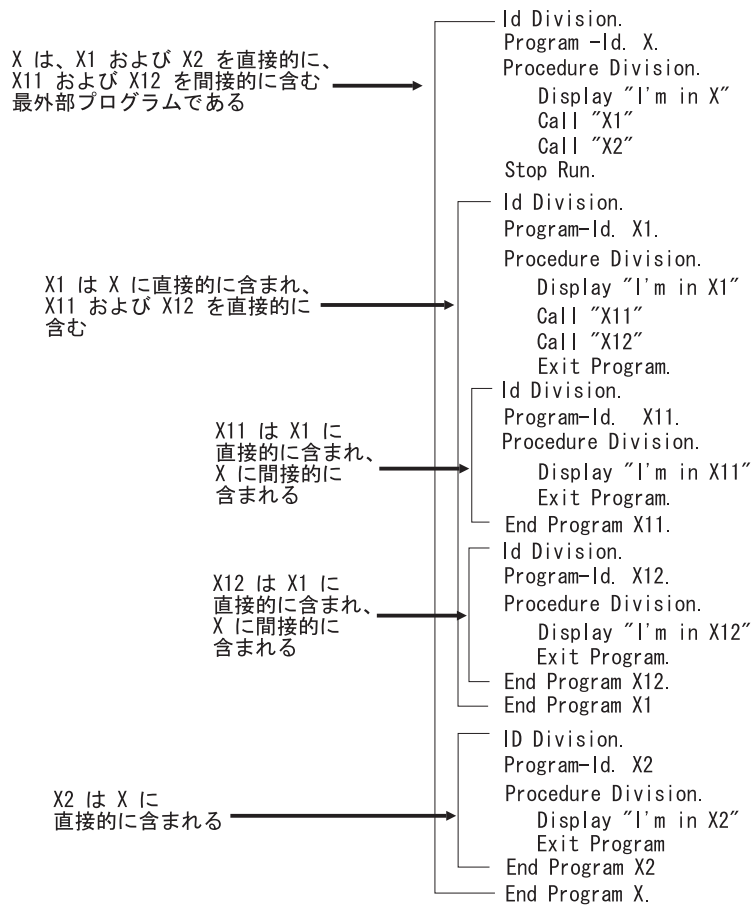 X は、X1 および X2 を直接的に、
X11 および X12 を間接的に含む
最外部プログラムである
Id Division.
Program -Id. X.
Procedure Division.
Display "I'm in X"
Call "X1"
Call "X2"
Stop Run.
X1 は X に直接的に含まれ、
X11 および X12 を直接的に
含む
Id Division.
Program-Id. X1.
Procedure Division.
Display "I'm in X1"
Call "X11"
Call "X12"
Exit Program.
X11 は X1 に
直接的に含まれ、
X に間接的に
含まれる
Id Division.
Program-Id. X11.
Procedure Division.
Display "I'm in X11"
Exit Program.
End Program X11.
X12 は X1 に
直接的に含まれ、
X に間接的に
含まれる
Id Division.
Program-Id. X12.
Procedure Division.
Display "I'm in X12"
Exit Program.
End Program X12.
End Program X1
X2 は X に
直接的に含まれる
ID Division.
Program-Id. X2
Procedure Division.
Display "I'm in X2"
Exit Program
End Program X2
End Program X.